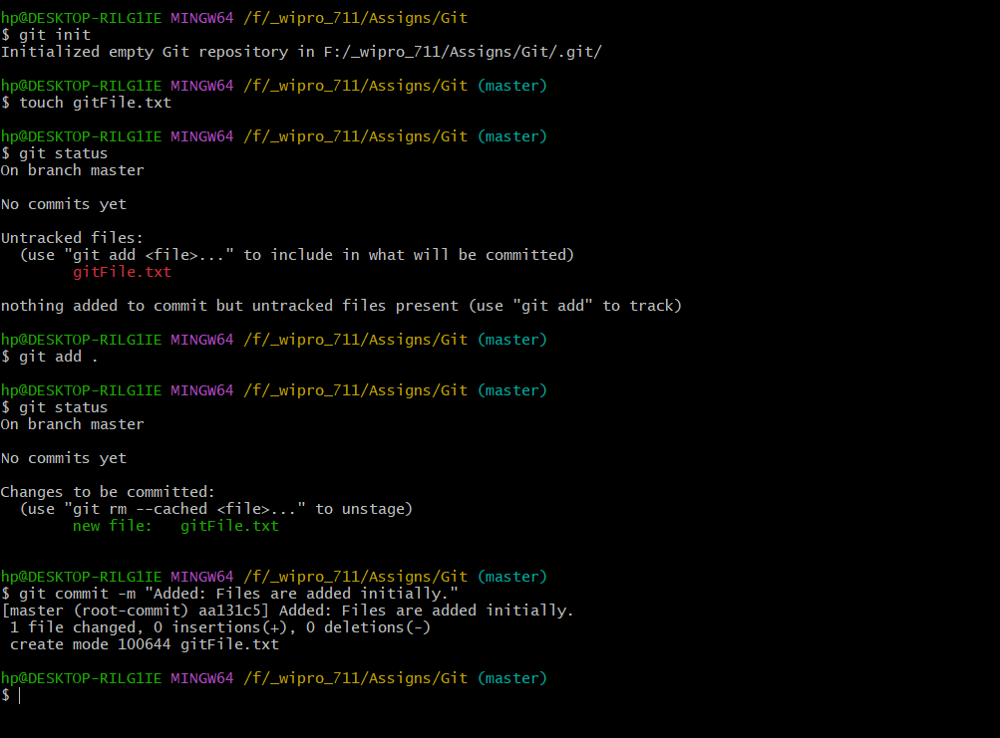 hp@DESKTOP-RILG1IE MINGW64 /f/_wipro_711/Assigns/Git
$ git init
Initialized empty Git repository in F:/_wipro_711/Assigns/Git/.git/
hp@DESKTOP-RILG1IE MINGW64 /f/_wipro_711/Assigns/Git (master)
$ touch gitFile.txt
hp@DESKTOP-RILG1IE MINGW64 /f/_wipro_711/Assigns/Git (master)
$ git status
On branch master
No commits yet
Untracked files:
  (use "git add <file>..." to include in what will be committed)
        gitFile.txt
nothing added to commit but untracked files present (use "git add" to track)
hp@DESKTOP-RILG1IE MINGW64 /f/_wipro_711/Assigns/Git (master)
$ git add .
hp@DESKTOP-RILG1IE MINGW64 /f/_wipro_711/Assigns/Git (master)
$ git status
On branch master
No commits yet
Changes to be committed:
  (use "git rm --cached <file>..." to unstage)
        new file:   gitFile.txt
hp@DESKTOP-RILG1IE MINGW64 /f/_wipro_711/Assigns/Git (master)
$ git commit -m "Added: Files are added initially."
[master (root-commit) aa131c5] Added: Files are added initially.
 1 file changed, 0 insertions(+), 0 deletions(-)
 create mode 100644 gitFile.txt
hp@DESKTOP-RILG1IE MINGW64 /f/_wipro_711/Assigns/Git (master)
$